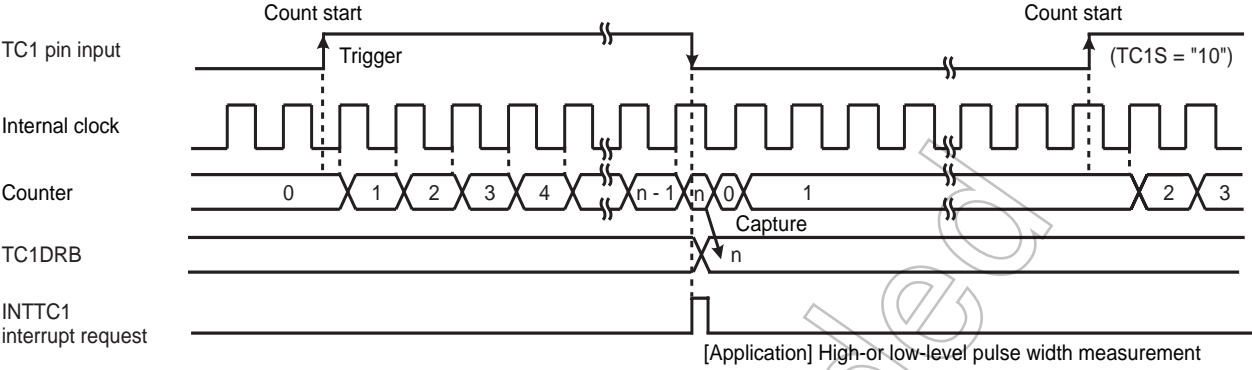 Count start
Count start
TC1 pin input
Trigger
(TC1S = "10")
Internal clock
Counter
0
1
2
3
4
n - 1
n
0
1
2
3
Capture
TC1DRB
n
INTTC1
interrupt request
[Application] High-or low-level pulse width measurement